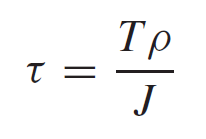 τ = Tρ / J